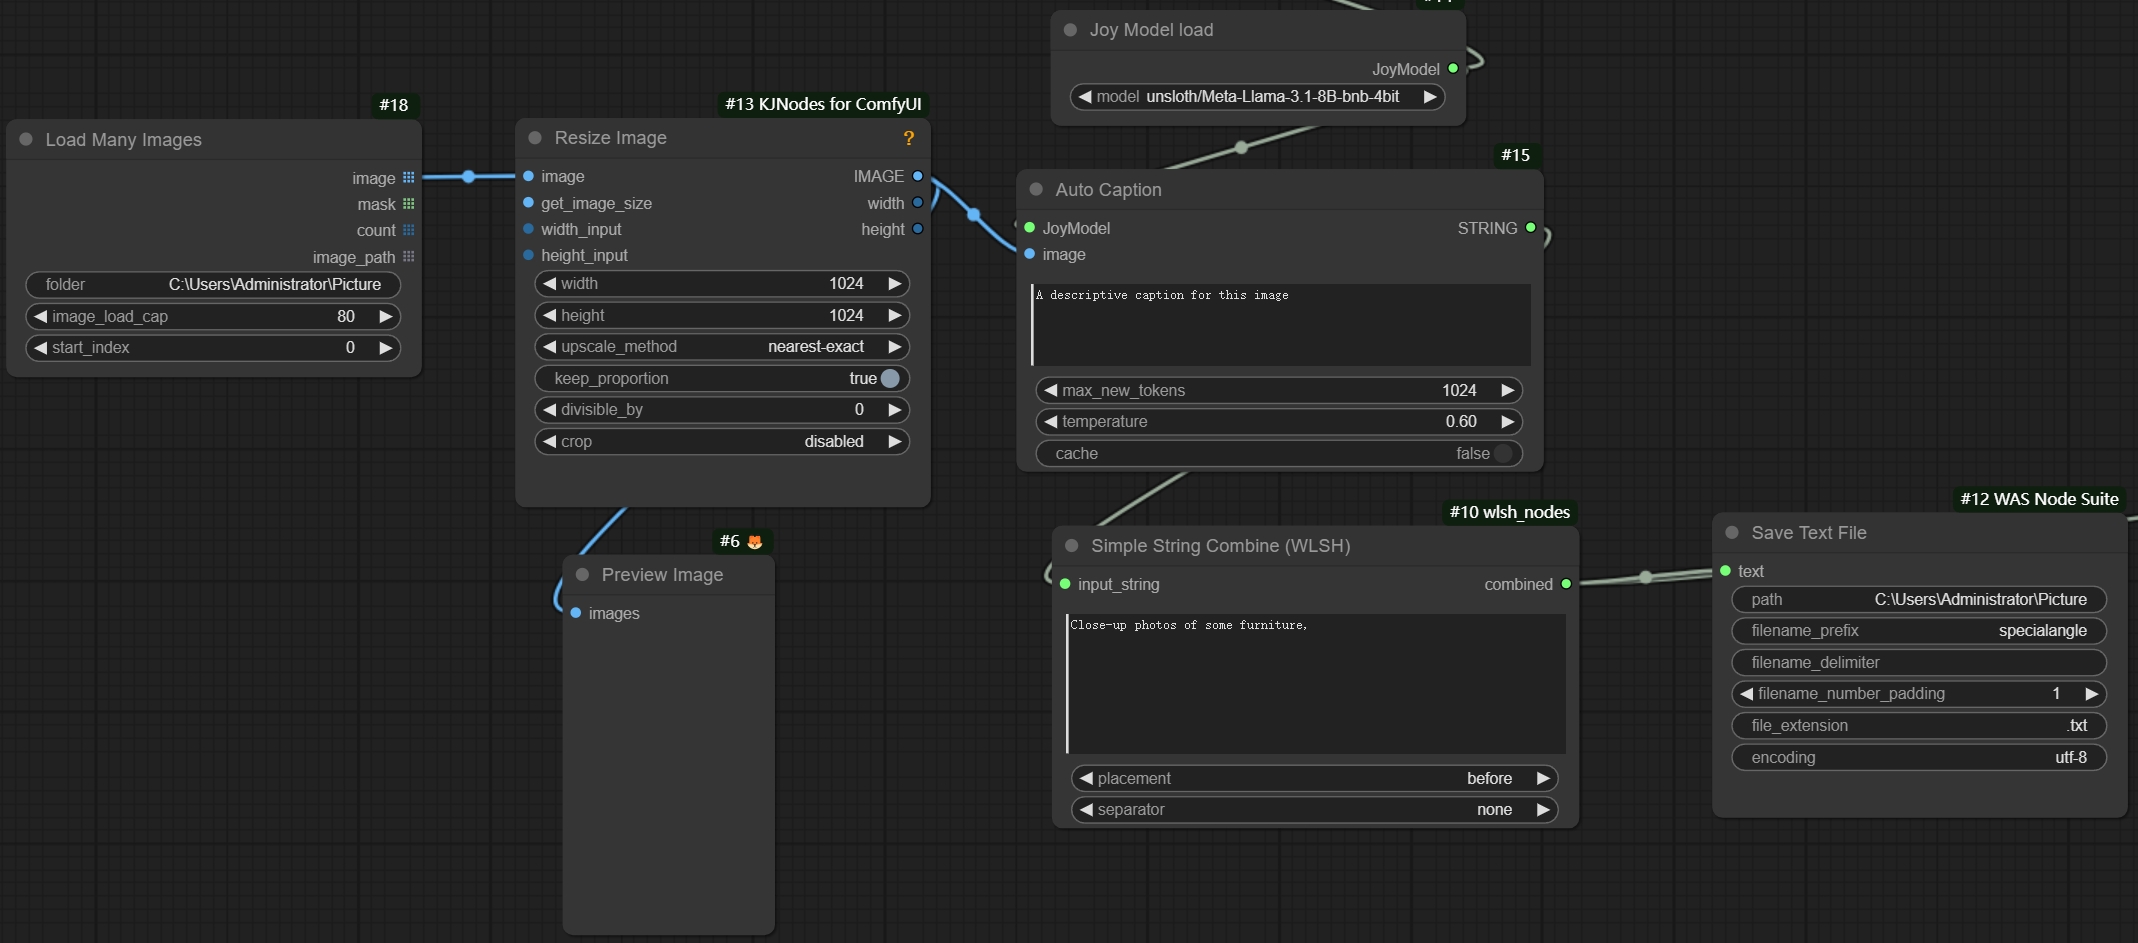 Joy Model load
JoyModel
model unsloth/Meta-Llama-3.1-8B-bnb-4bit
#18
Load Many Images
image
mask
count
image_path
folder C:\Users\Administrator\Picture
image_load_cap 80
start_index 0
#13 KJNodes for ComfyUI
Resize Image ?
image IMAGE
get_image_size width
width_input height
height_input
width 1024
height 1024
upscale_method nearest-exact
keep_proportion true
divisible_by 0
crop disabled
#15
Auto Caption
JoyModel STRING
image
A descriptive caption for this image
max_new_tokens 1024
temperature 0.60
cache false
#6
Preview Image
images
#10 wlsh_nodes
Simple String Combine (WLSH)
input_string combined
Close-up photos of some furniture,
placement before
separator none
#12 WAS Node Suite
Save Text File
text
path C:\Users\Administrator\Picture
filename_prefix specialangle
filename_delimiter
filename_number_padding 1
file_extension .txt
encoding utf-8